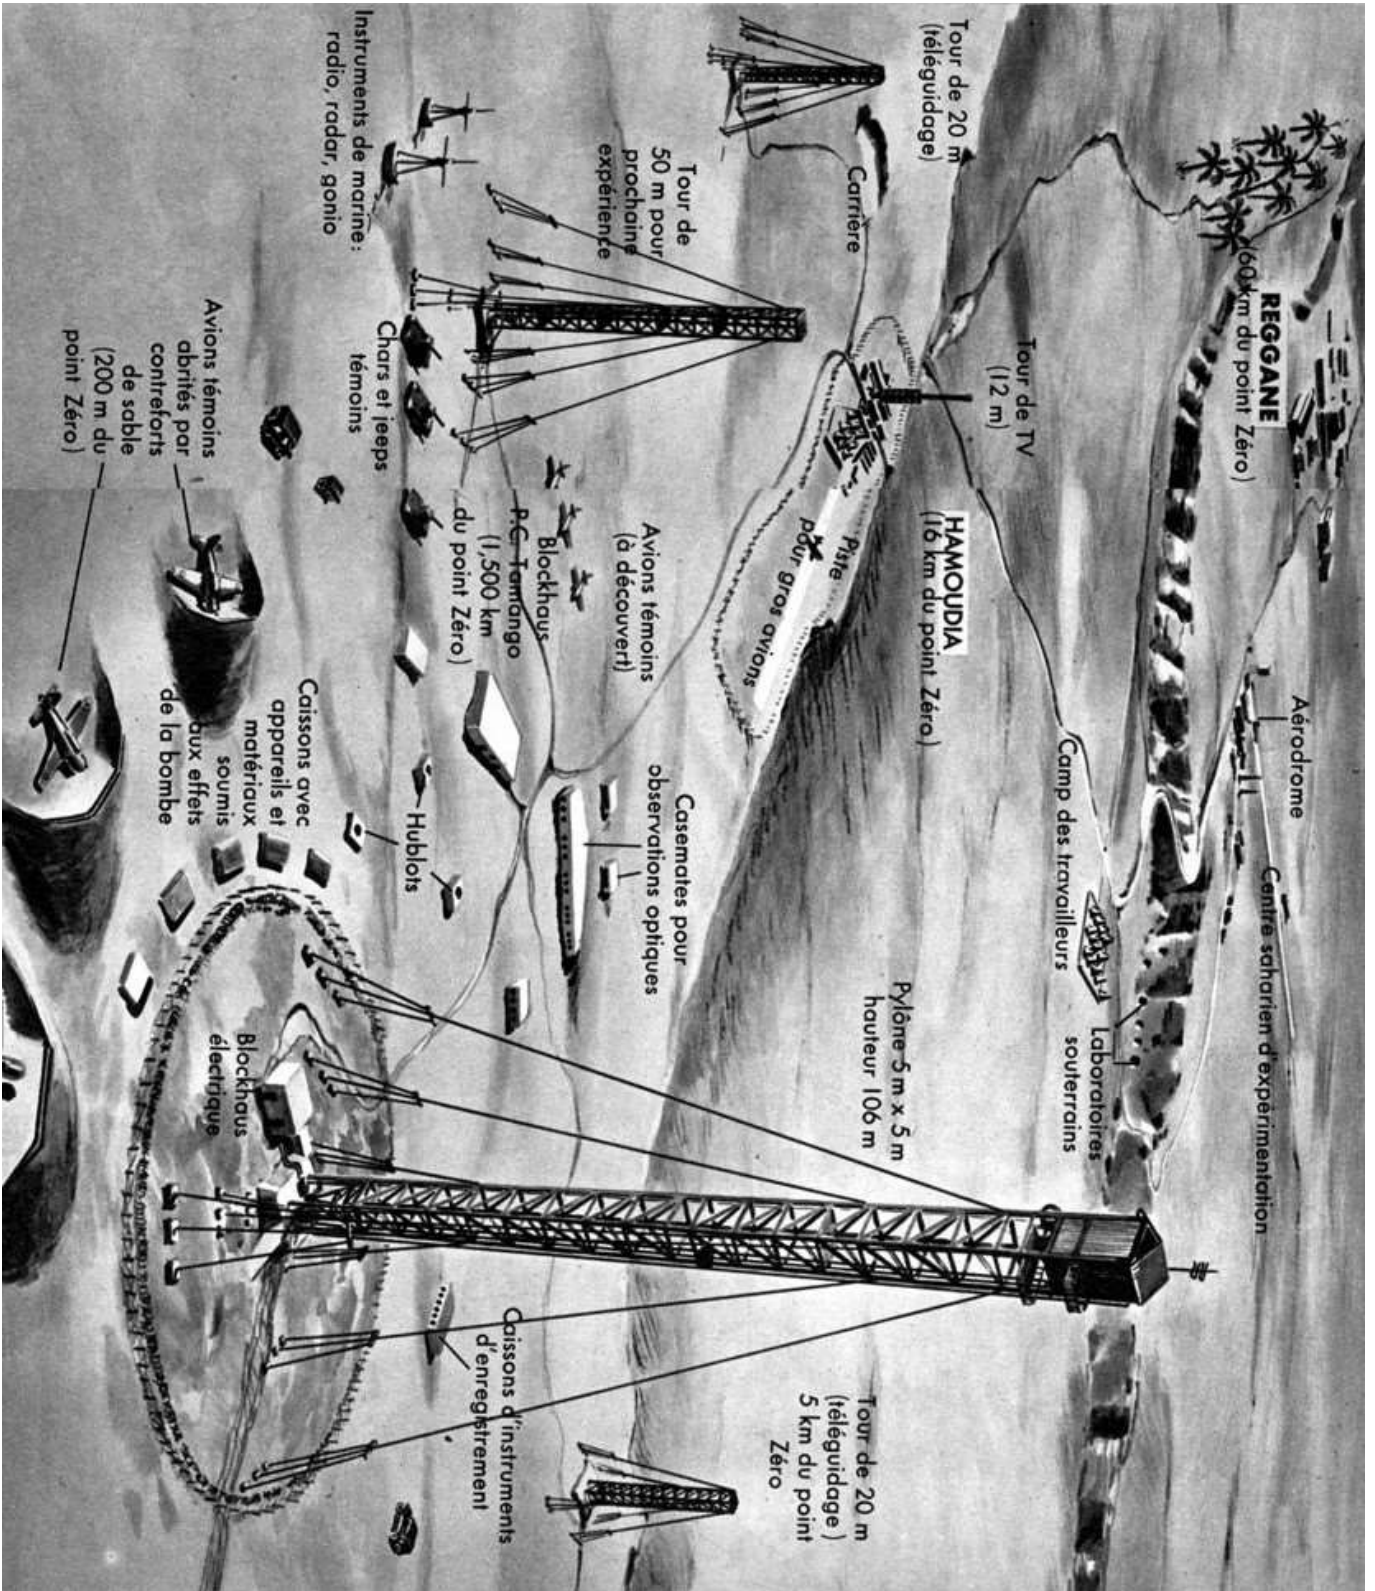 REGGANE
(60 km du point Zéro)
Aérodrome
Centre saharien d'expérimentation
Tour de 20 m
(téléguidage)
Tour de TV
(12 m)
Carrière
HAMOUDIA
(16 km du point Zéro)
Piste
pour gros avions
Camp des travailleurs
Laboratoires
souterrains
Pylône 5 m x 5 m
hauteur 106 m
Tour de 20 m
(téléguidage)
5 km du point
Zéro
Tour de
50 m pour
prochaine
expérience
Avions témoins
(à découvert)
Casemates pour
observations optiques
Instruments de marine:
radio, radar, gonio
Chars et jeeps
témoins
Blockhaus
P.C. Tamango
(1,500 km
du point Zéro)
Hublots
Caissons d'instruments
d'enregistrement
Avions témoins
abrités par
contreforts
de sable
(200 m du
point Zéro)
Caissons avec
appareils et
matériaux
soumis
aux effets
de la bombe
Blockhaus
électrique